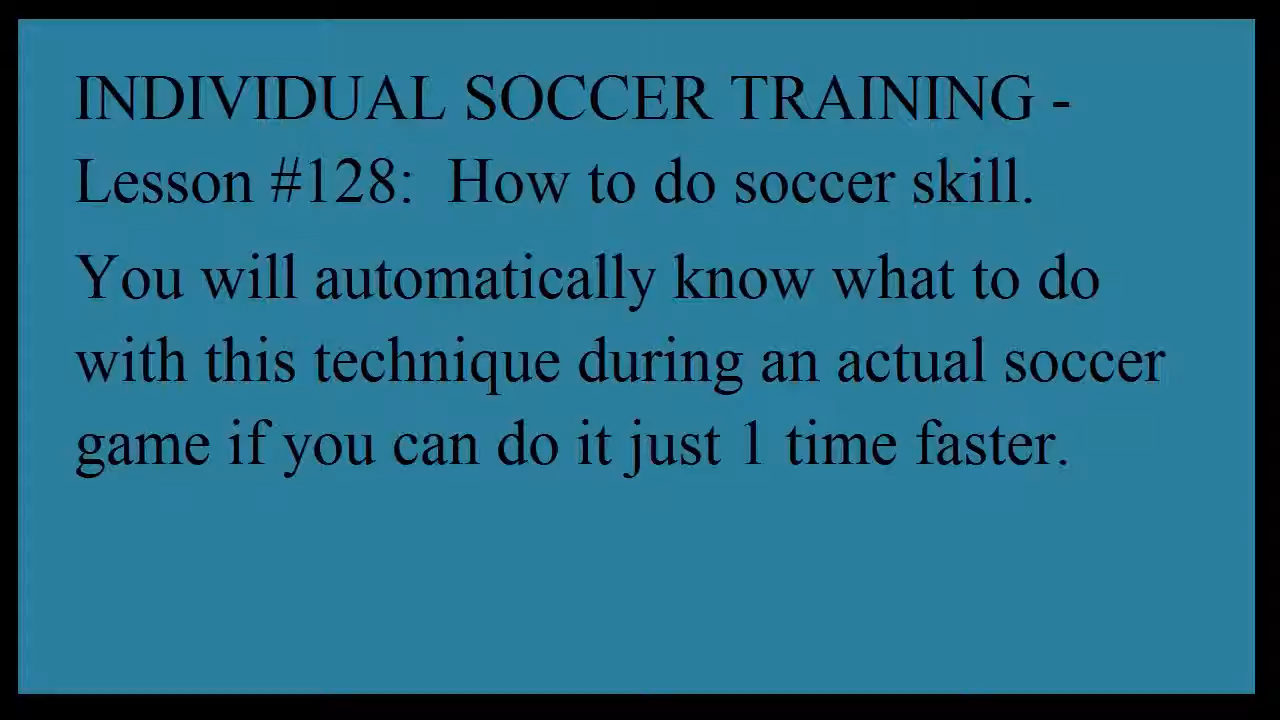 INDIVIDUAL SOCCER TRAINING -
Lesson #128:  How to do soccer skill.
You will automatically know what to do
with this technique during an actual soccer
game if you can do it just 1 time faster.